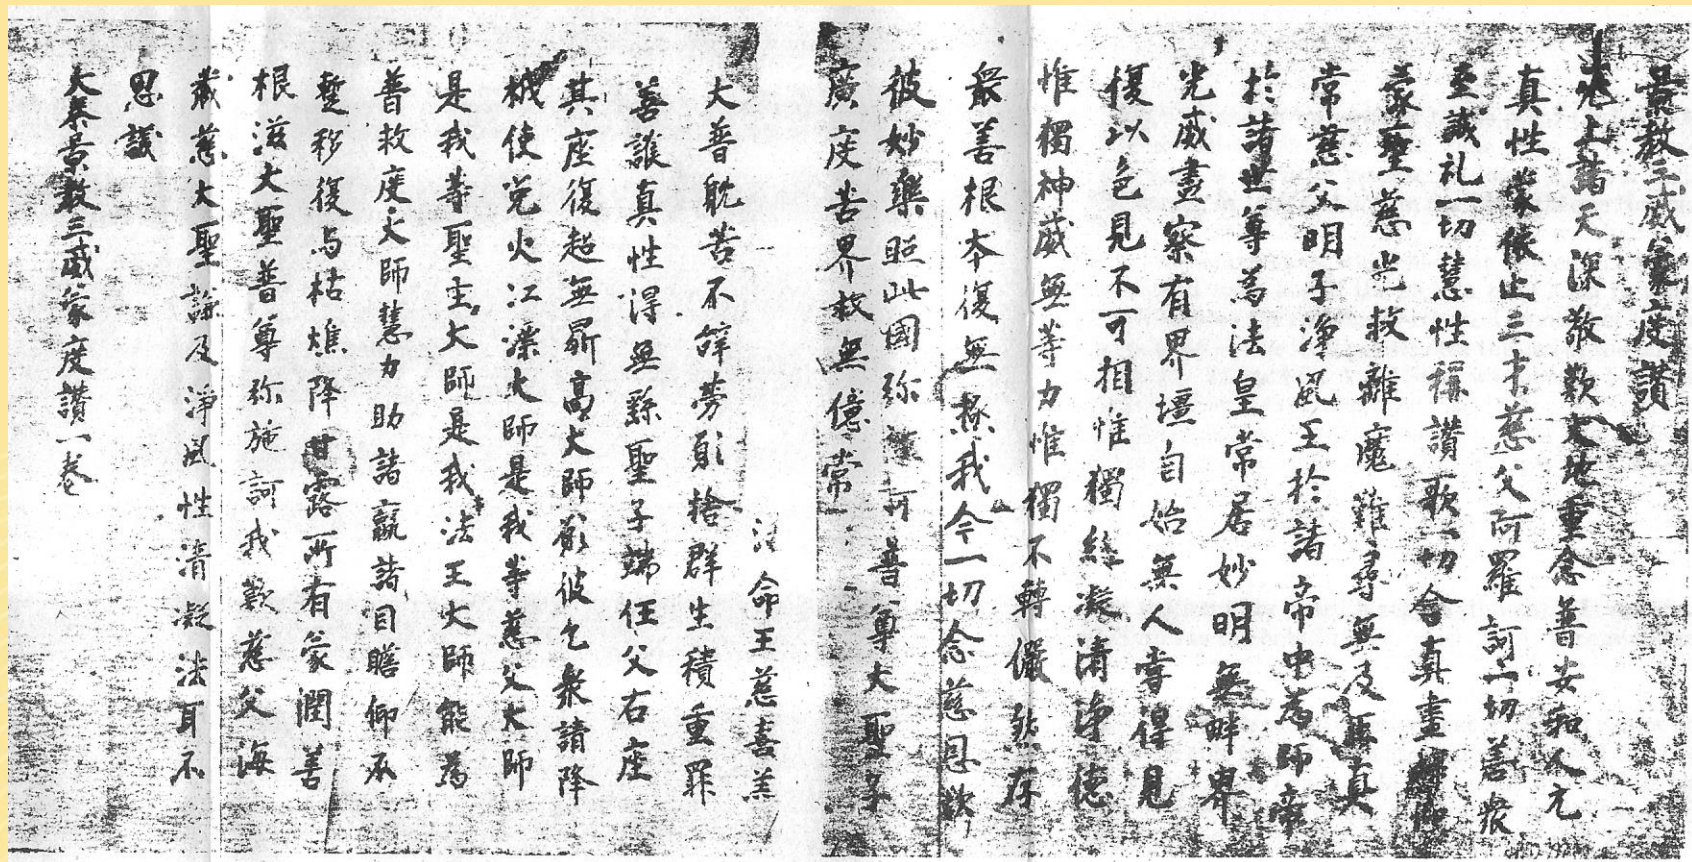 景教三威蒙度讚
无上諸天深敬歎大地重念普安和人元
真性蒙依止三才慈父阿羅訶一切善衆
至誠礼一切慧性稱讚歌一切含真盡歸仰
蒙聖慈光救離魔難尋無及正真
常慈父明子淨風王於諸帝中為師帝
於諸世尊為法皇常居妙明無畔界
光威盡察有界壃自始無人嘗得見
復以色見不可相惟獨絕凝清淨德
惟獨神威無等力惟獨不轉儼然存
衆善根本復無極我今一切念慈恩歎
彼妙樂照此國弥訶普尊大聖子
廣度苦界救無億常
活命王慈喜羔
大普耽苦不辭勞願捨群生積重罪
善護真性得無繇聖子端任父右座
其座復超無鼎高大師願彼乞衆請降
栰使免火江漂大師是我等慈父大師
是我等聖主大師是我法王大師能為
普救度大師慧力助諸羸諸目瞻仰不
蹔移復与枯燋降甘露所有蒙潤善
根滋大聖普尊弥施訶我歎慈父海
藏慈大聖謙及淨風性清凝法耳不
思議
大秦景教三威蒙度讚一卷